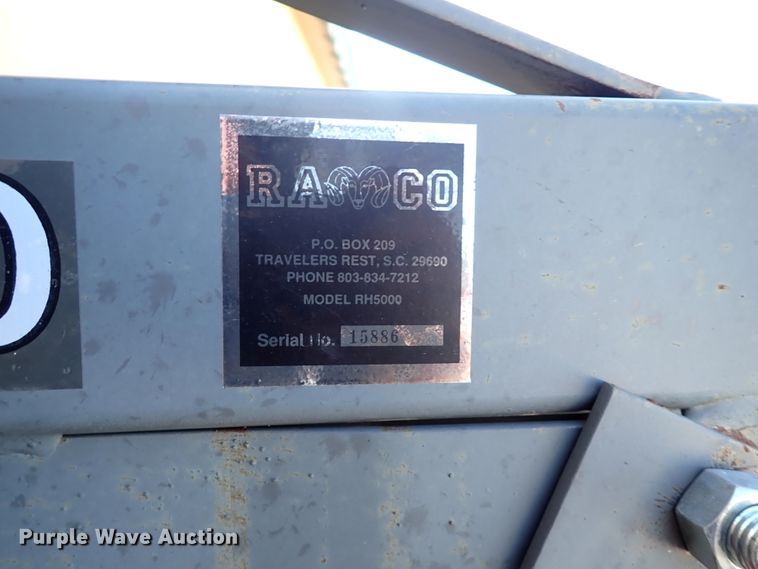 RAMCO
P.O. BOX 209
TRAVELERS REST, S.C. 29690
PHONE 803-834-7212
MODEL RH5000
Serial No. 15886
Purple Wave Auction